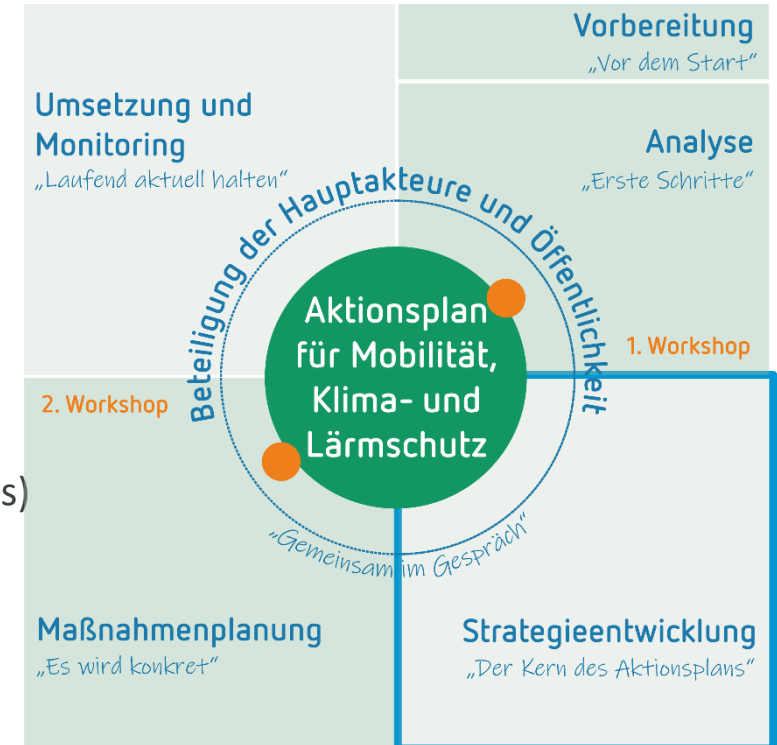 Vorbereitung
„Vor dem Start“
Analyse
„Erste Schritte“
Umsetzung und
Monitoring
„Laufend aktuell halten“
Beteiligung der Hauptakteure und Öffentlichkeit
Aktionsplan
für Mobilität,
Klima- und
Lärmschutz
1. Workshop
2. Workshop
s)
„Gemeinsam im Gespräch“
Maßnahmenplanung
„Es wird konkret“
Strategieentwicklung
„Der Kern des Aktionsplans“